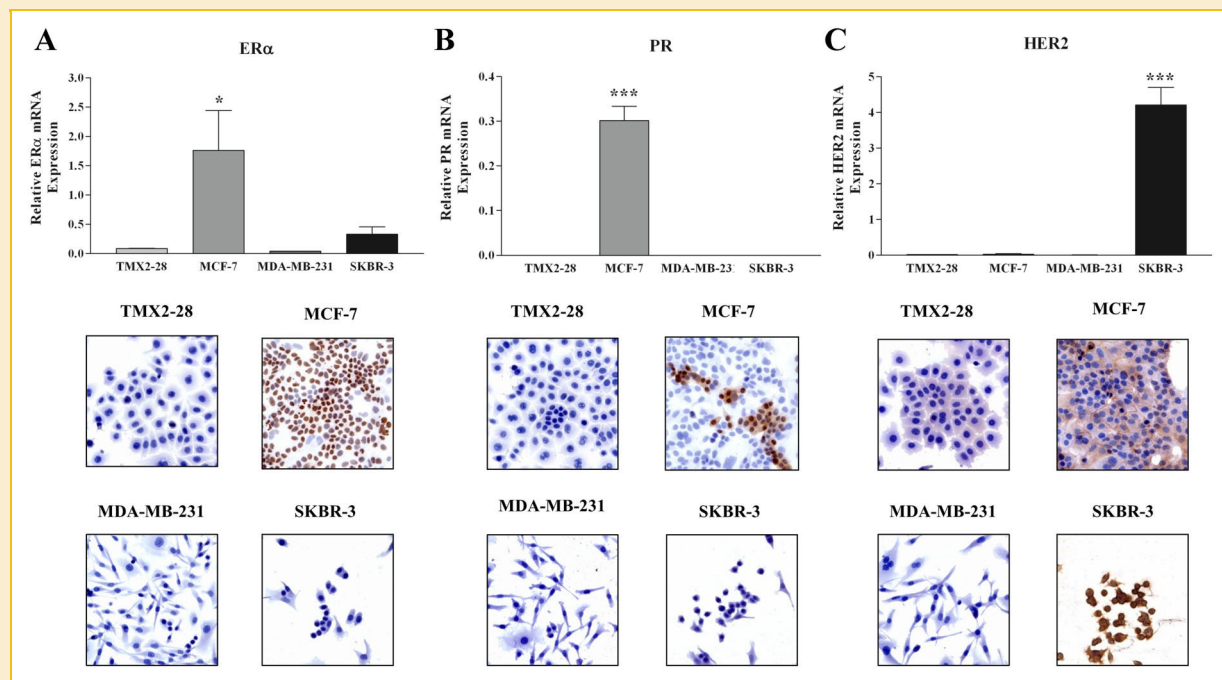 A
ERα
Relative ERα mRNA
Expression
3.0
2.5
2.0
1.5
1.0
0.5
0.0
*
TMX2-28 MCF-7 MDA-MB-231 SKBR-3
TMX2-28 MCF-7
MDA-MB-231 SKBR-3
B
PR
Relative PR mRNA
Expression
0.4
0.3
0.2
0.1
0.0
***
TMX2-28 MCF-7 MDA-MB-23 SKBR-3
TMX2-28 MCF-7
MDA-MB-231 SKBR-3
C
HER2
Relative HER2 mRNA
Expression
5
4
3
2
1
0
***
TMX2-28 MCF-7 MDA-MB-231 SKBR-3
TMX2-28 MCF-7
MDA-MB-231 SKBR-3